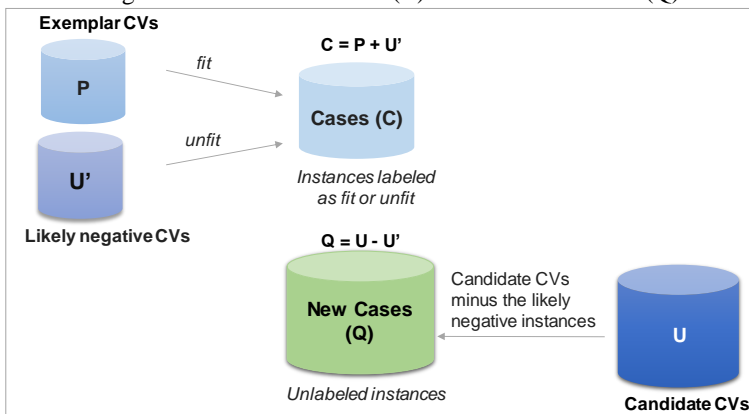 Exemplar CVs
P
fit
C = P + U'
Cases (C)
unfit
U'
Instances labeled
as fit or unfit
Likely negative CVs
Q = U - U'
New Cases
(Q)
Candidate CVs
minus the likely
negative instances
U
Unlabeled instances
Candidate CVs